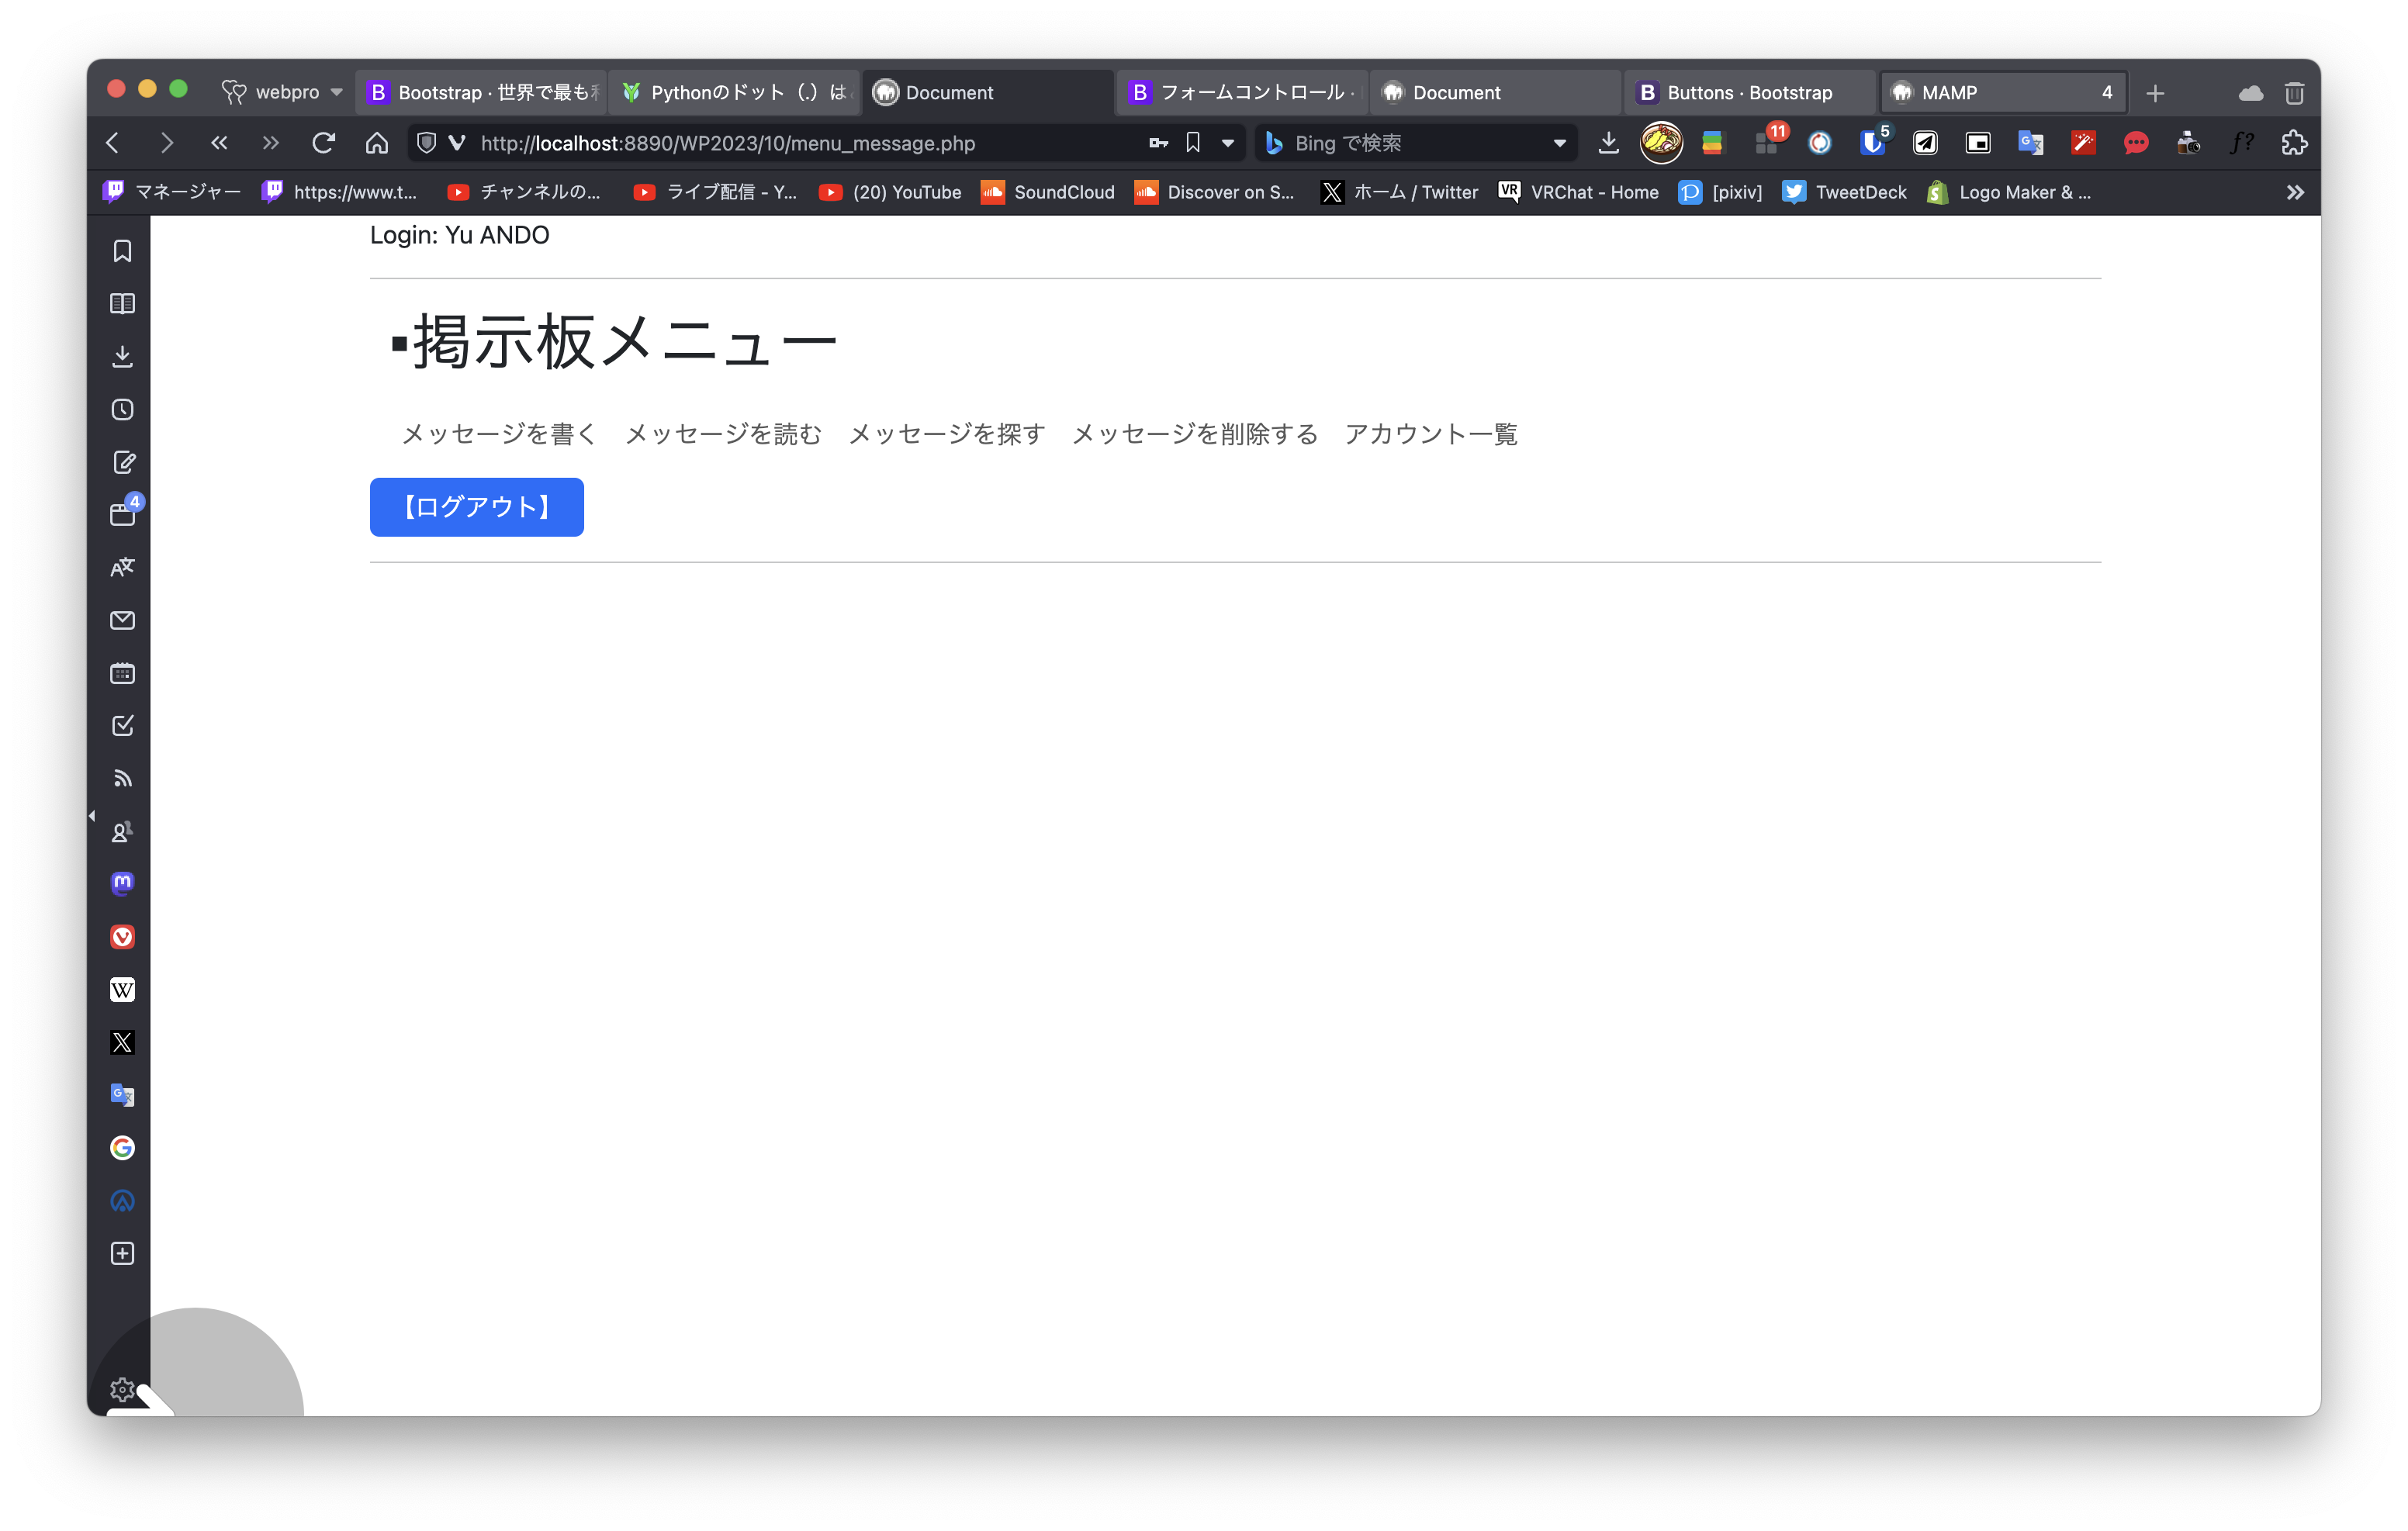 webpro
Bootstrap · 世界で最も
Pythonのドット（.）は
Document
フォームコントロール ·
Document
Buttons · Bootstrap
MAMP 4
http://localhost:8890/WP2023/10/menu_message.php
Bing で検索
11
5
マネージャー
https://www.t...
チャンネルの...
ライブ配信 - Y...
(20) YouTube
SoundCloud
Discover on S...
ホーム / Twitter
VRChat - Home
[pixiv]
TweetDeck
Logo Maker & ...
Login: Yu ANDO
▪掲示板メニュー
メッセージを書く メッセージを読む メッセージを探す メッセージを削除する アカウント一覧
【ログアウト】
4